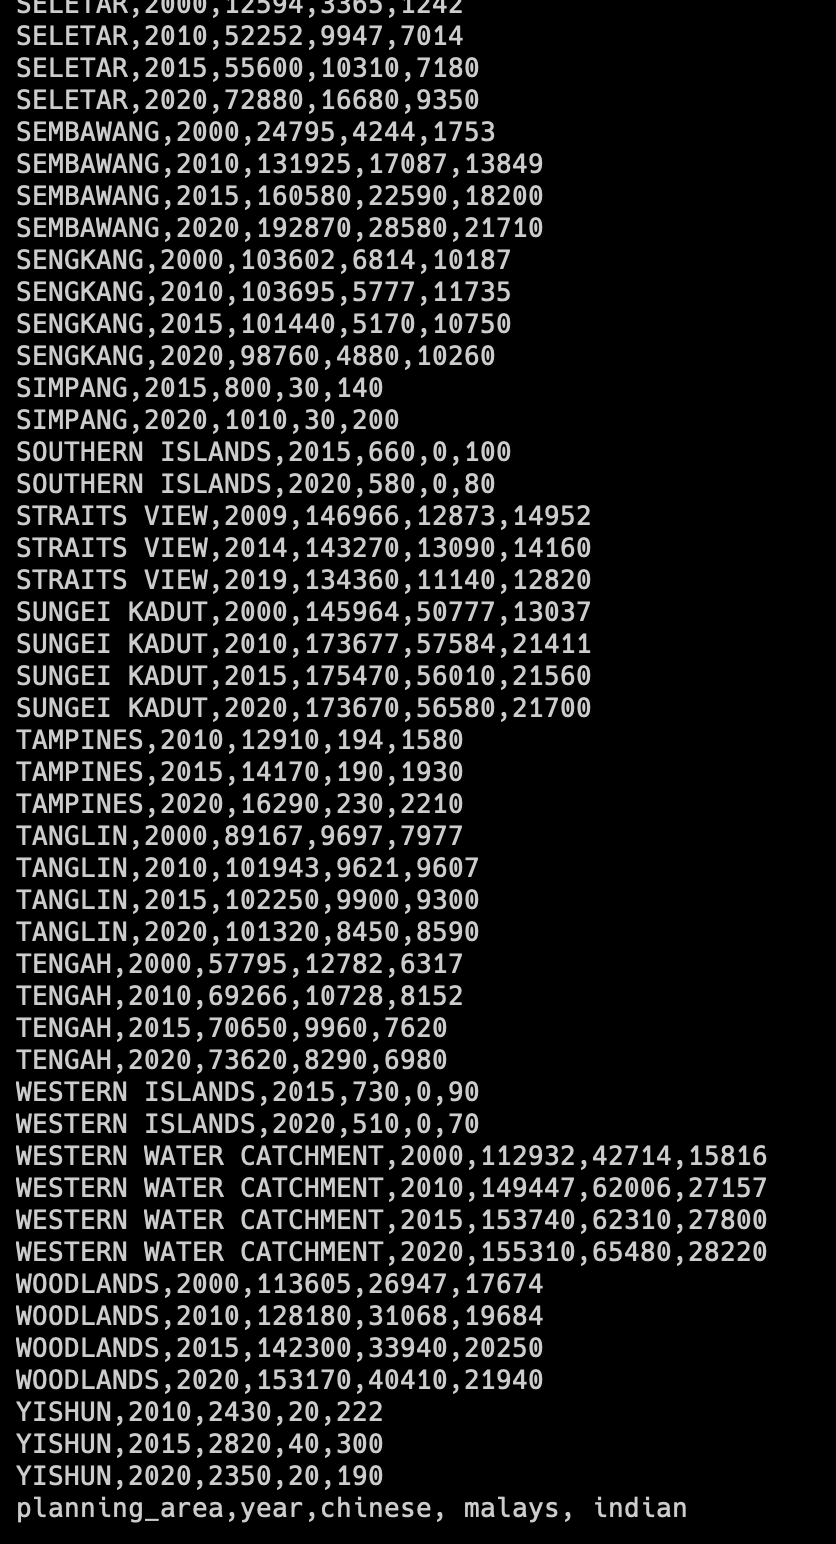 SELETAR,2000,12594,3365,1242
SELETAR,2010,52252,9947,7014
SELETAR,2015,55600,10310,7180
SELETAR,2020,72880,16680,9350
SEMBAWANG,2000,24795,4244,1753
SEMBAWANG,2010,131925,17087,13849
SEMBAWANG,2015,160580,22590,18200
SEMBAWANG,2020,192870,28580,21710
SENGKANG,2000,103602,6814,10187
SENGKANG,2010,103695,5777,11735
SENGKANG,2015,101440,5170,10750
SENGKANG,2020,98760,4880,10260
SIMPANG,2015,800,30,140
SIMPANG,2020,1010,30,200
SOUTHERN ISLANDS,2015,660,0,100
SOUTHERN ISLANDS,2020,580,0,80
STRAITS VIEW,2009,146966,12873,14952
STRAITS VIEW,2014,143270,13090,14160
STRAITS VIEW,2019,134360,11140,12820
SUNGEI KADUT,2000,145964,50777,13037
SUNGEI KADUT,2010,173677,57584,21411
SUNGEI KADUT,2015,175470,56010,21560
SUNGEI KADUT,2020,173670,56580,21700
TAMPINES,2010,12910,194,1580
TAMPINES,2015,14170,190,1930
TAMPINES,2020,16290,230,2210
TANGLIN,2000,89167,9697,7977
TANGLIN,2010,101943,9621,9607
TANGLIN,2015,102250,9900,9300
TANGLIN,2020,101320,8450,8590
TENGAH,2000,57795,12782,6317
TENGAH,2010,69266,10728,8152
TENGAH,2015,70650,9960,7620
TENGAH,2020,73620,8290,6980
WESTERN ISLANDS,2015,730,0,90
WESTERN ISLANDS,2020,510,0,70
WESTERN WATER CATCHMENT,2000,112932,42714,15816
WESTERN WATER CATCHMENT,2010,149447,62006,27157
WESTERN WATER CATCHMENT,2015,153740,62310,27800
WESTERN WATER CATCHMENT,2020,155310,65480,28220
WOODLANDS,2000,113605,26947,17674
WOODLANDS,2010,128180,31068,19684
WOODLANDS,2015,142300,33940,20250
WOODLANDS,2020,153170,40410,21940
YISHUN,2010,2430,20,222
YISHUN,2015,2820,40,300
YISHUN,2020,2350,20,190
planning_area,year,chinese, malays, indian